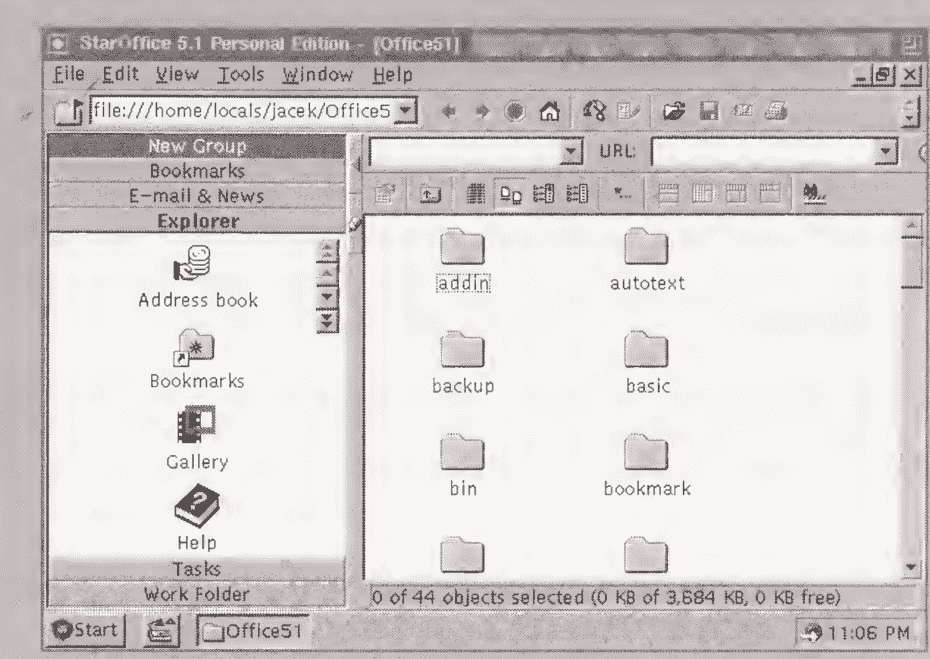 StarOffice 5.1 Personal Edition - [Office51]
File Edit View Tools Window Help
file:///home/locals/jacek/Office5
New Group
URL:
Bookmarks
E-mail & News
Explorer
Address book
Bookmarks
Gallery
Help
Tasks
Work Folder
addin
autotext
backup
basic
bin
bookmark
0 of 44 objects selected (0 KB of 3,684 KB, 0 KB free)
Start
Office51
11:06 PM